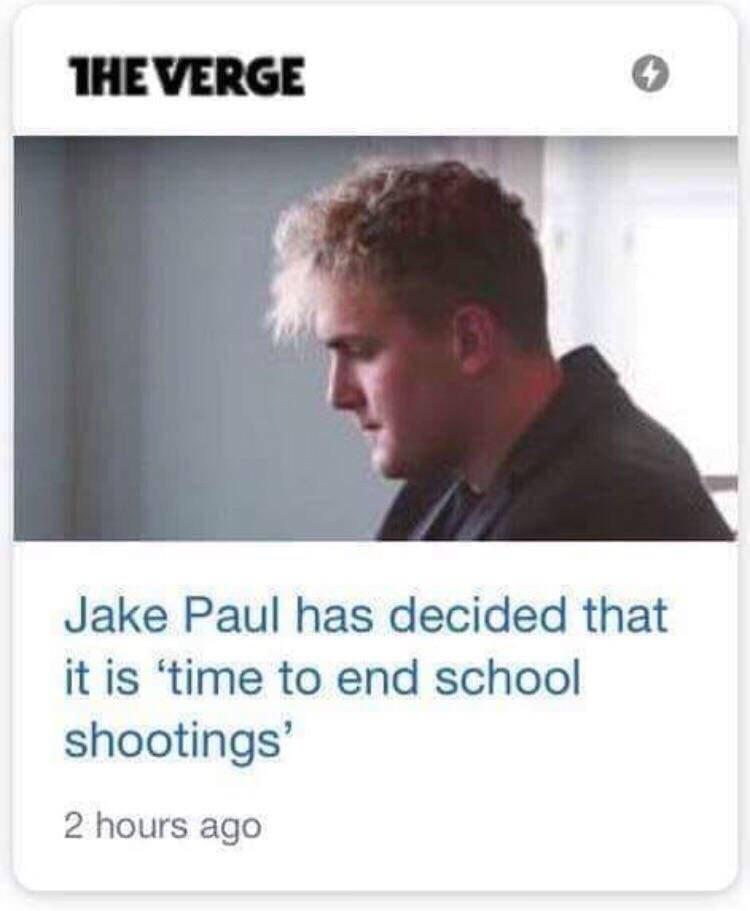 THE VERGE
Jake Paul has decided that
it is ‘time to end school
shootings’
2 hours ago